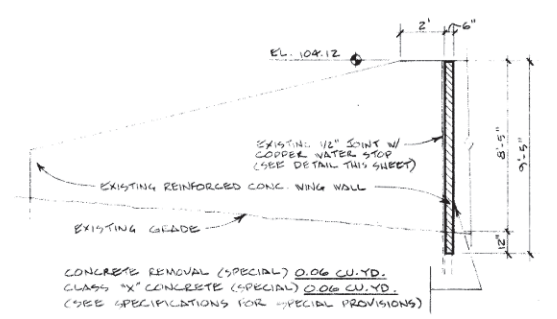 2' 6"
EL. 104.12
EXISTING 1/2" JOINT W/
COPPER WATER STOP
(SEE DETAIL THIS SHEET)
8'-5"
9'-5"
EXISTING REINFORCED CONC. WING WALL
EXISTING GRADE
12"
CONCRETE REMOVAL (SPECIAL) 0.06 CU.YD.
CLASS "X" CONCRETE (SPECIAL) 0.06 CU.YD.
(SEE SPECIFICATIONS FOR SPECIAL PROVISIONS)